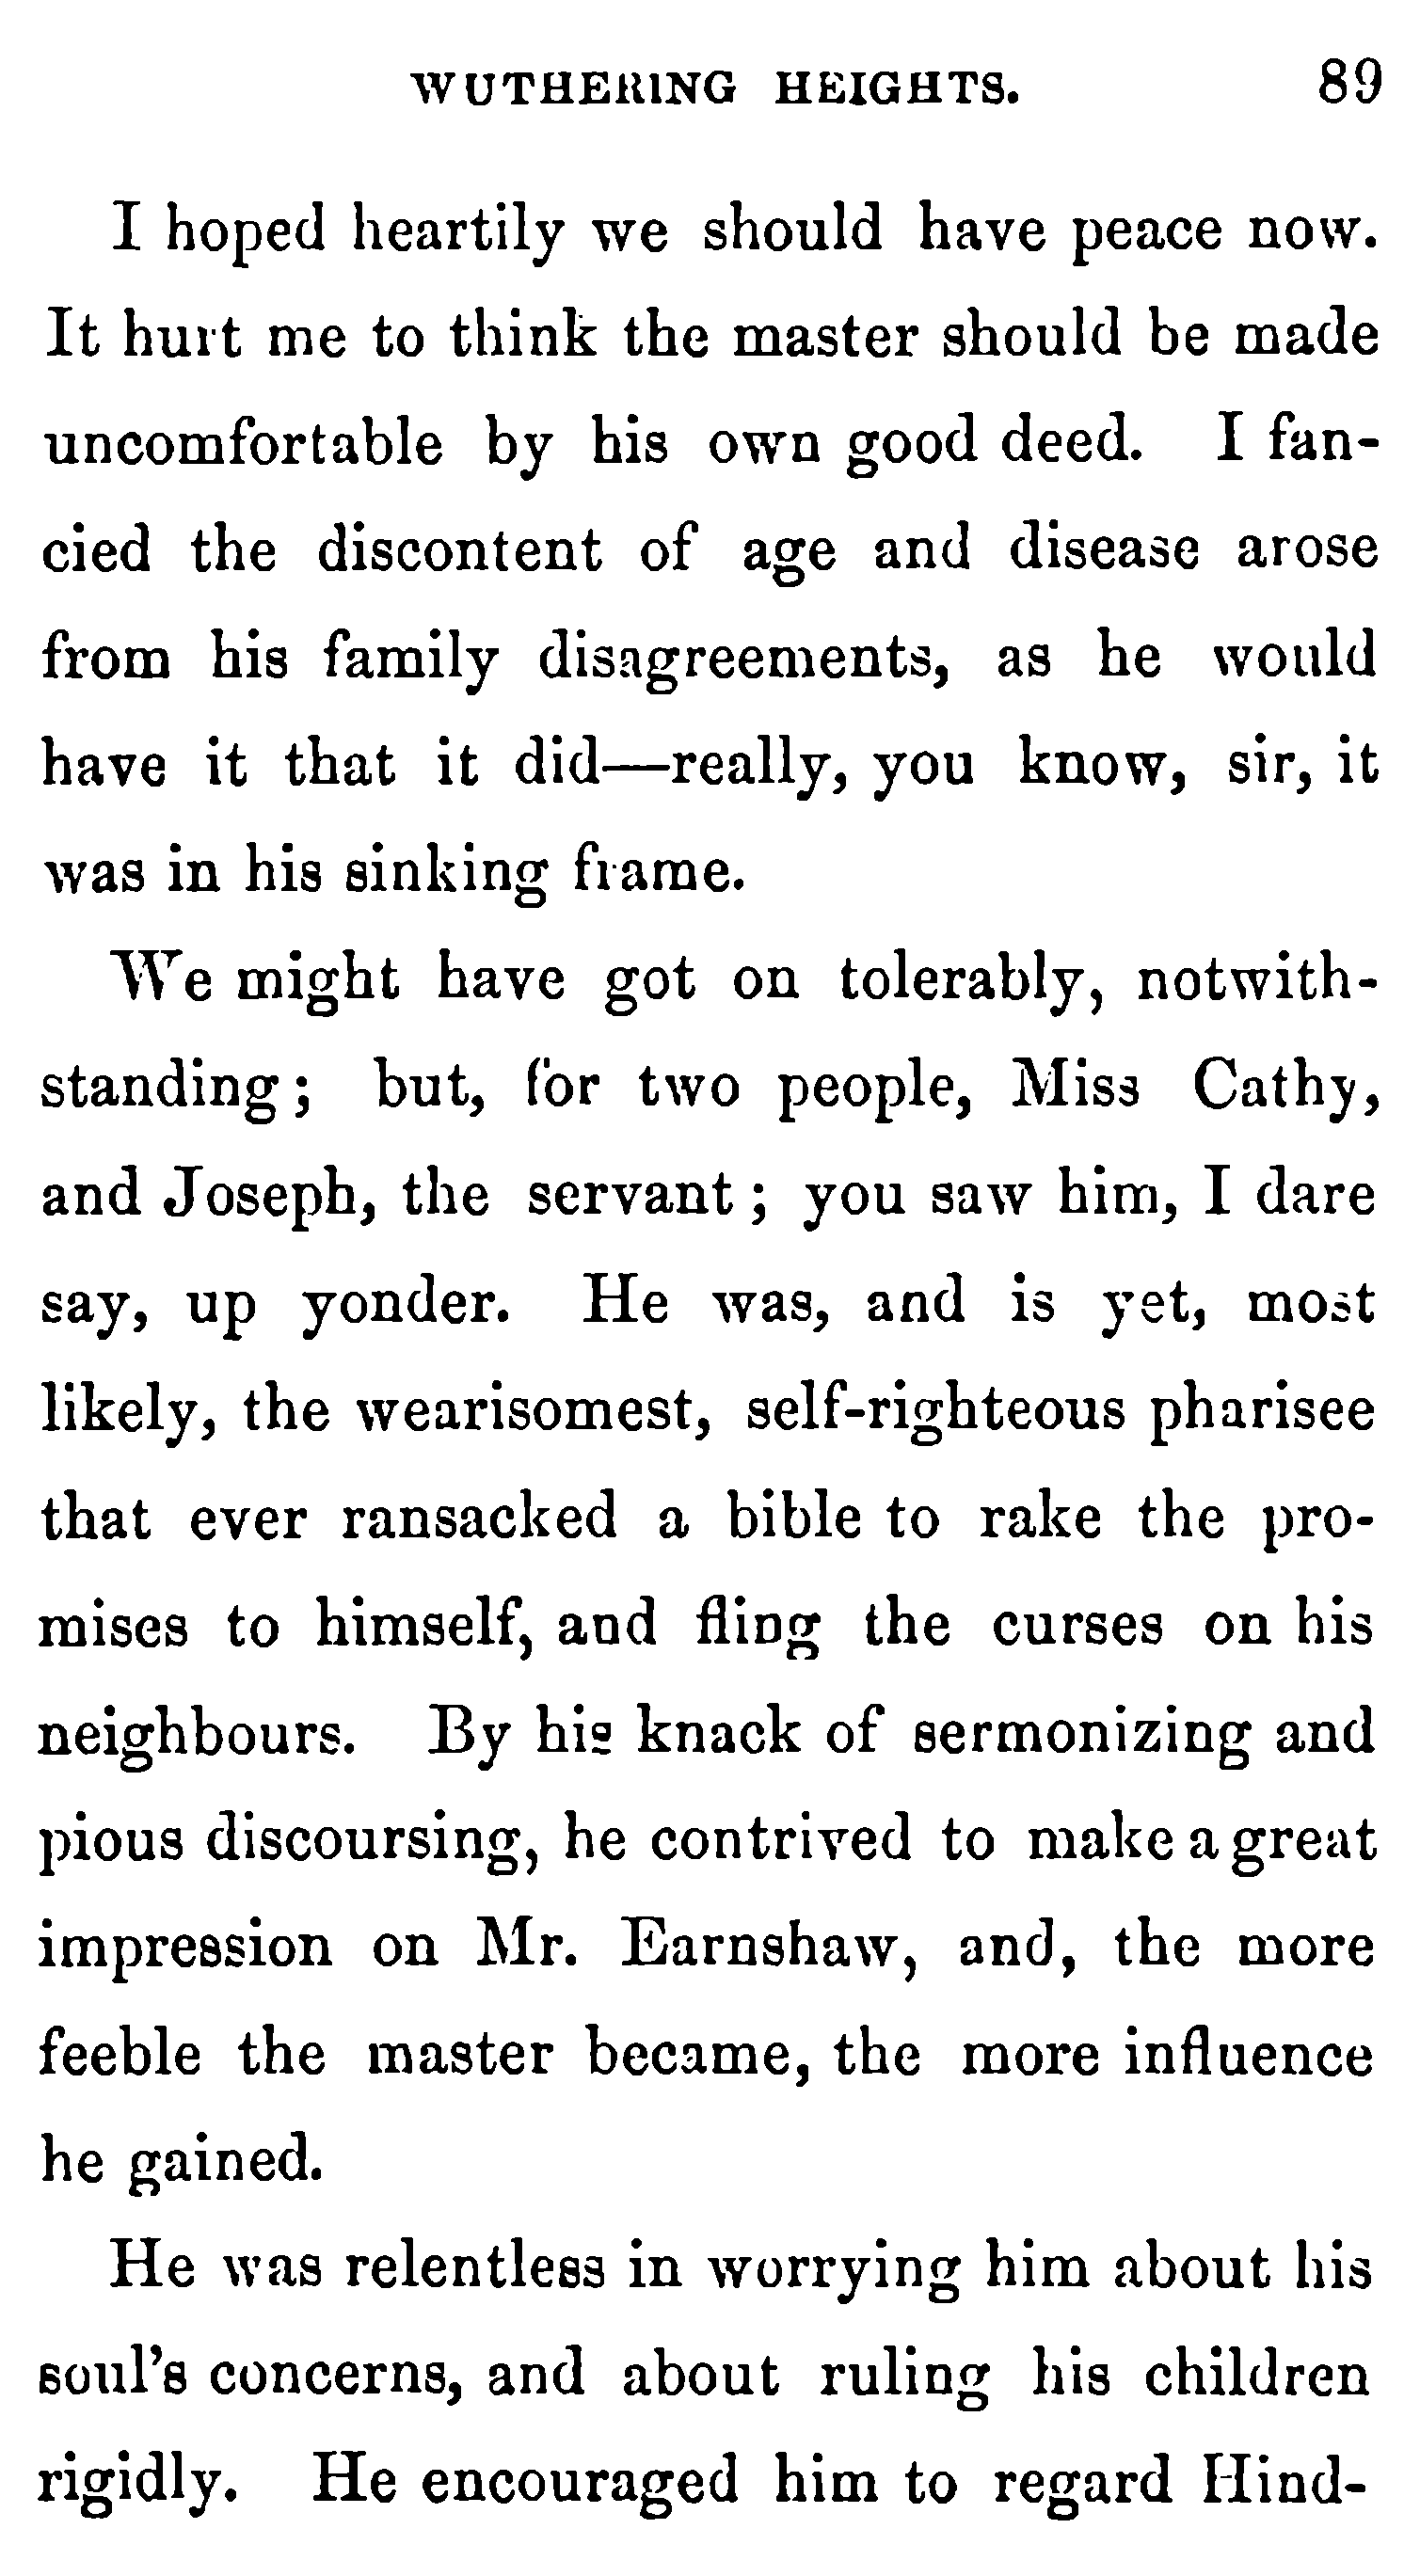 WUTHERING HEIGHTS. 89
I hoped heartily we should have peace now.
It hurt me to think the master should be made
uncomfortable by his own good deed. I fan-
cied the discontent of age and disease arose
from his family disagreements, as he would
have it that it did—really, you know, sir, it
was in his sinking frame.
We might have got on tolerably, notwith-
standing; but, for two people, Miss Cathy,
and Joseph, the servant; you saw him, I dare
say, up yonder. He was, and is yet, most
likely, the wearisomest, self-righteous pharisee
that ever ransacked a bible to rake the pro-
mises to himself, and fling the curses on his
neighbours. By his knack of sermonizing and
pious discoursing, he contrived to make a great
impression on Mr. Earnshaw, and, the more
feeble the master became, the more influence
he gained.
He was relentless in worrying him about his
soul's concerns, and about ruling his children
rigidly. He encouraged him to regard Hind-